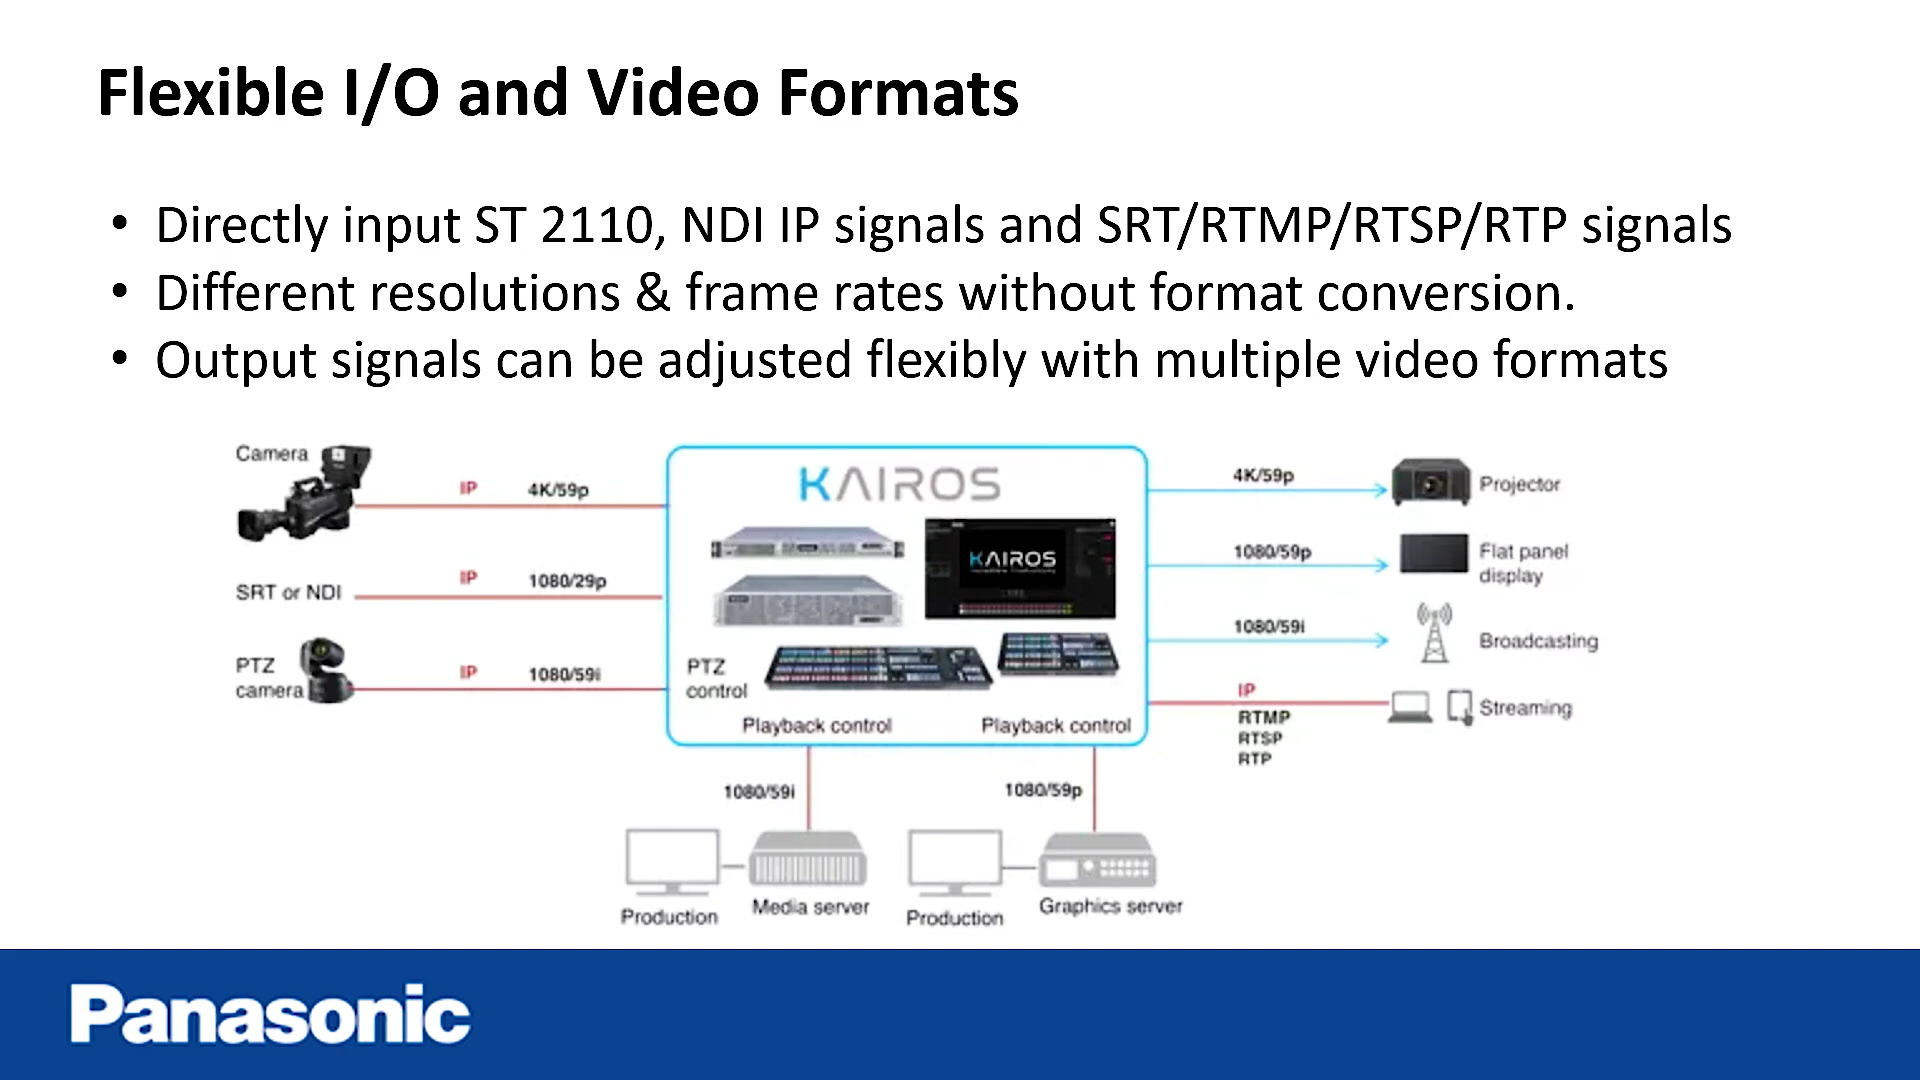 Flexible I/O and Video Formats
• Directly input ST 2110, NDI IP signals and SRT/RTMP/RTSP/RTP signals
• Different resolutions & frame rates without format conversion.
• Output signals can be adjusted flexibly with multiple video formats
Camera
IP 4K/59p
SRT or NDI
IP 1080/29p
PTZ
camera
IP 1080/59i
KAIROS
KAIROS
PTZ
control
Playback control
Playback control
4K/59p
Projector
1080/59p
Flat panel
display
1080/59i
Broadcasting
IP
RTMP
RTSP
RTP
Streaming
1080/59i
1080/59p
Production
Media server
Production
Graphics server
Panasonic